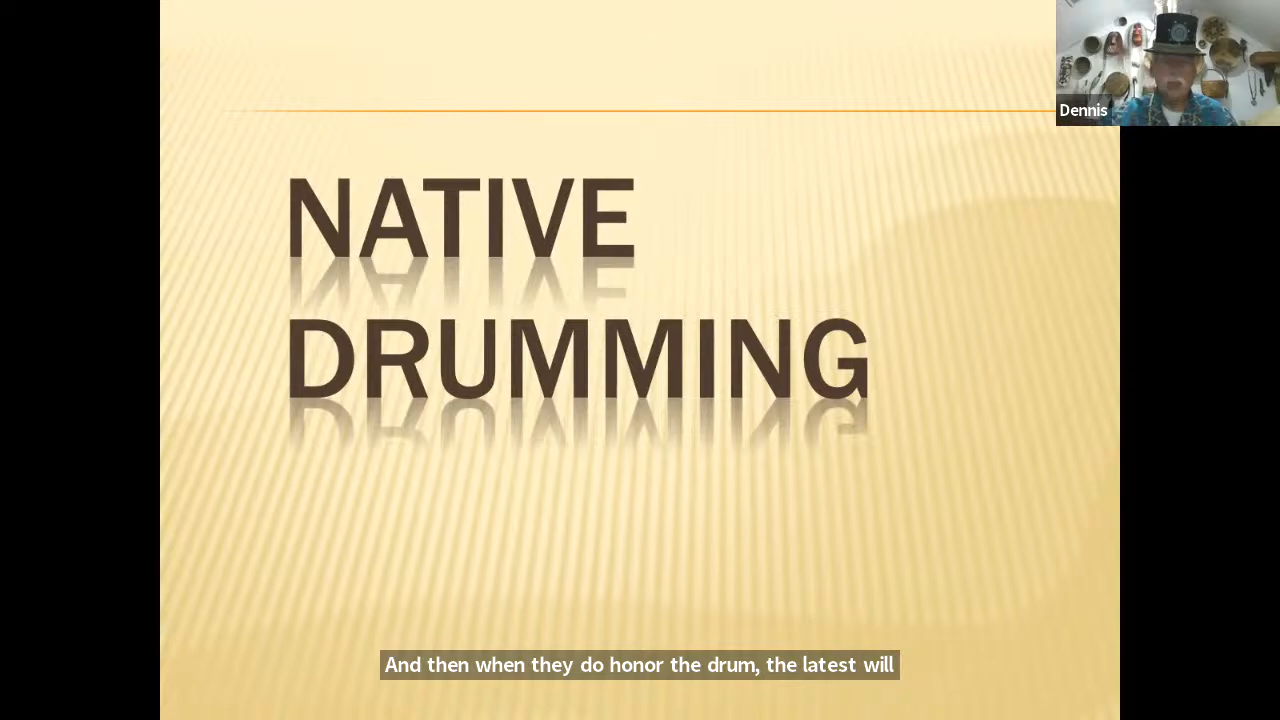 Dennis
NATIVE
DRUMMING
And then when they do honor the drum, the latest will